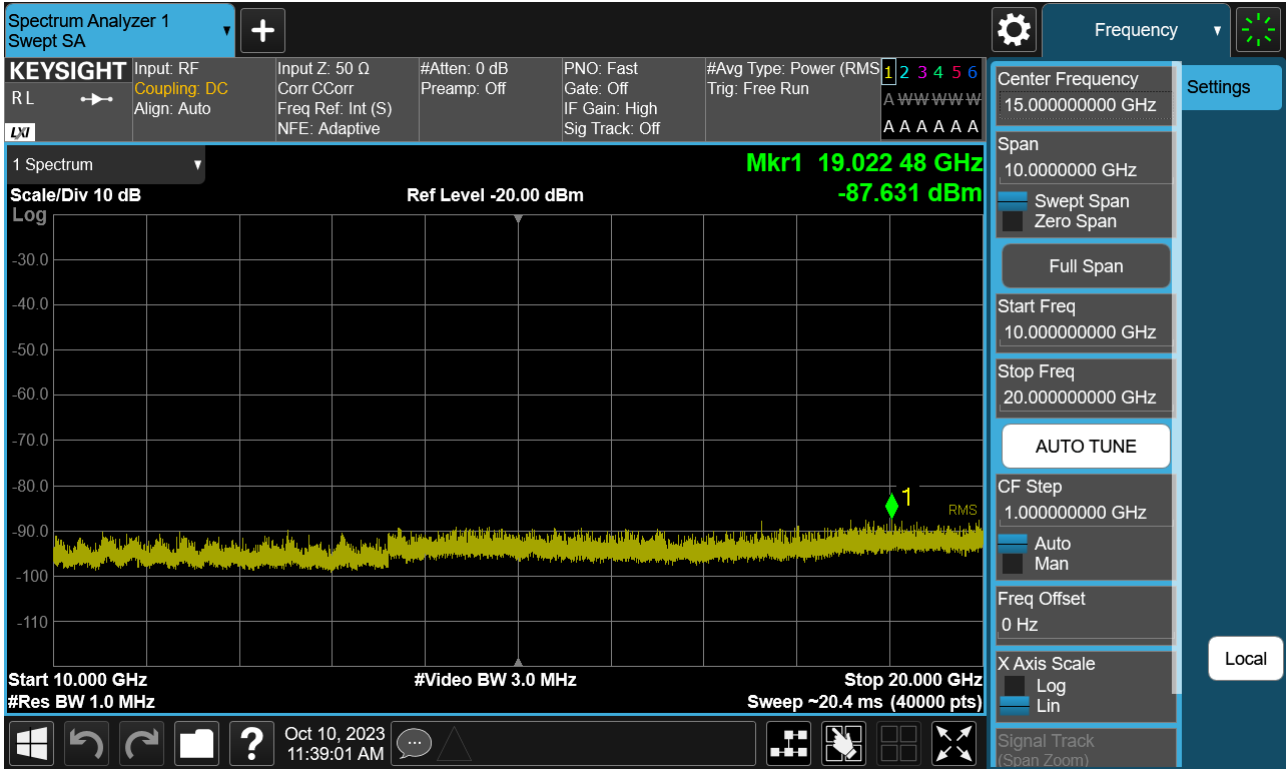 Spectrum Analyzer 1
Swept SA
Frequency
KEYSIGHT
R L
LXI
Input: RF
Coupling: DC
Align: Auto
Input Z: 50 Ω
Corr CCorr
Freq Ref: Int (S)
NFE: Adaptive
#Atten: 0 dB
Preamp: Off
PNO: Fast
Gate: Off
IF Gain: High
Sig Track: Off
#Avg Type: Power (RMS
Trig: Free Run
1 2 3 4 5 6
A W W W W W
A A A A A A
1 Spectrum
Scale/Div 10 dB
Log
Ref Level -20.00 dBm
Mkr1 19.022 48 GHz
-87.631 dBm
-30.0
-40.0
-50.0
-60.0
-70.0
-80.0
-90.0
-100
-110
1
RMS
Start 10.000 GHz
#Res BW 1.0 MHz
#Video BW 3.0 MHz
Stop 20.000 GHz
Sweep ~20.4 ms (40000 pts)
Center Frequency
15.000000000 GHz
Span
10.0000000 GHz
Swept Span
Zero Span
Full Span
Start Freq
10.000000000 GHz
Stop Freq
20.000000000 GHz
AUTO TUNE
CF Step
1.000000000 GHz
Auto
Man
Freq Offset
0 Hz
X Axis Scale
Log
Lin
Signal Track
(Span Zoom)
Settings
Local
?
Oct 10, 2023
11:39:01 AM